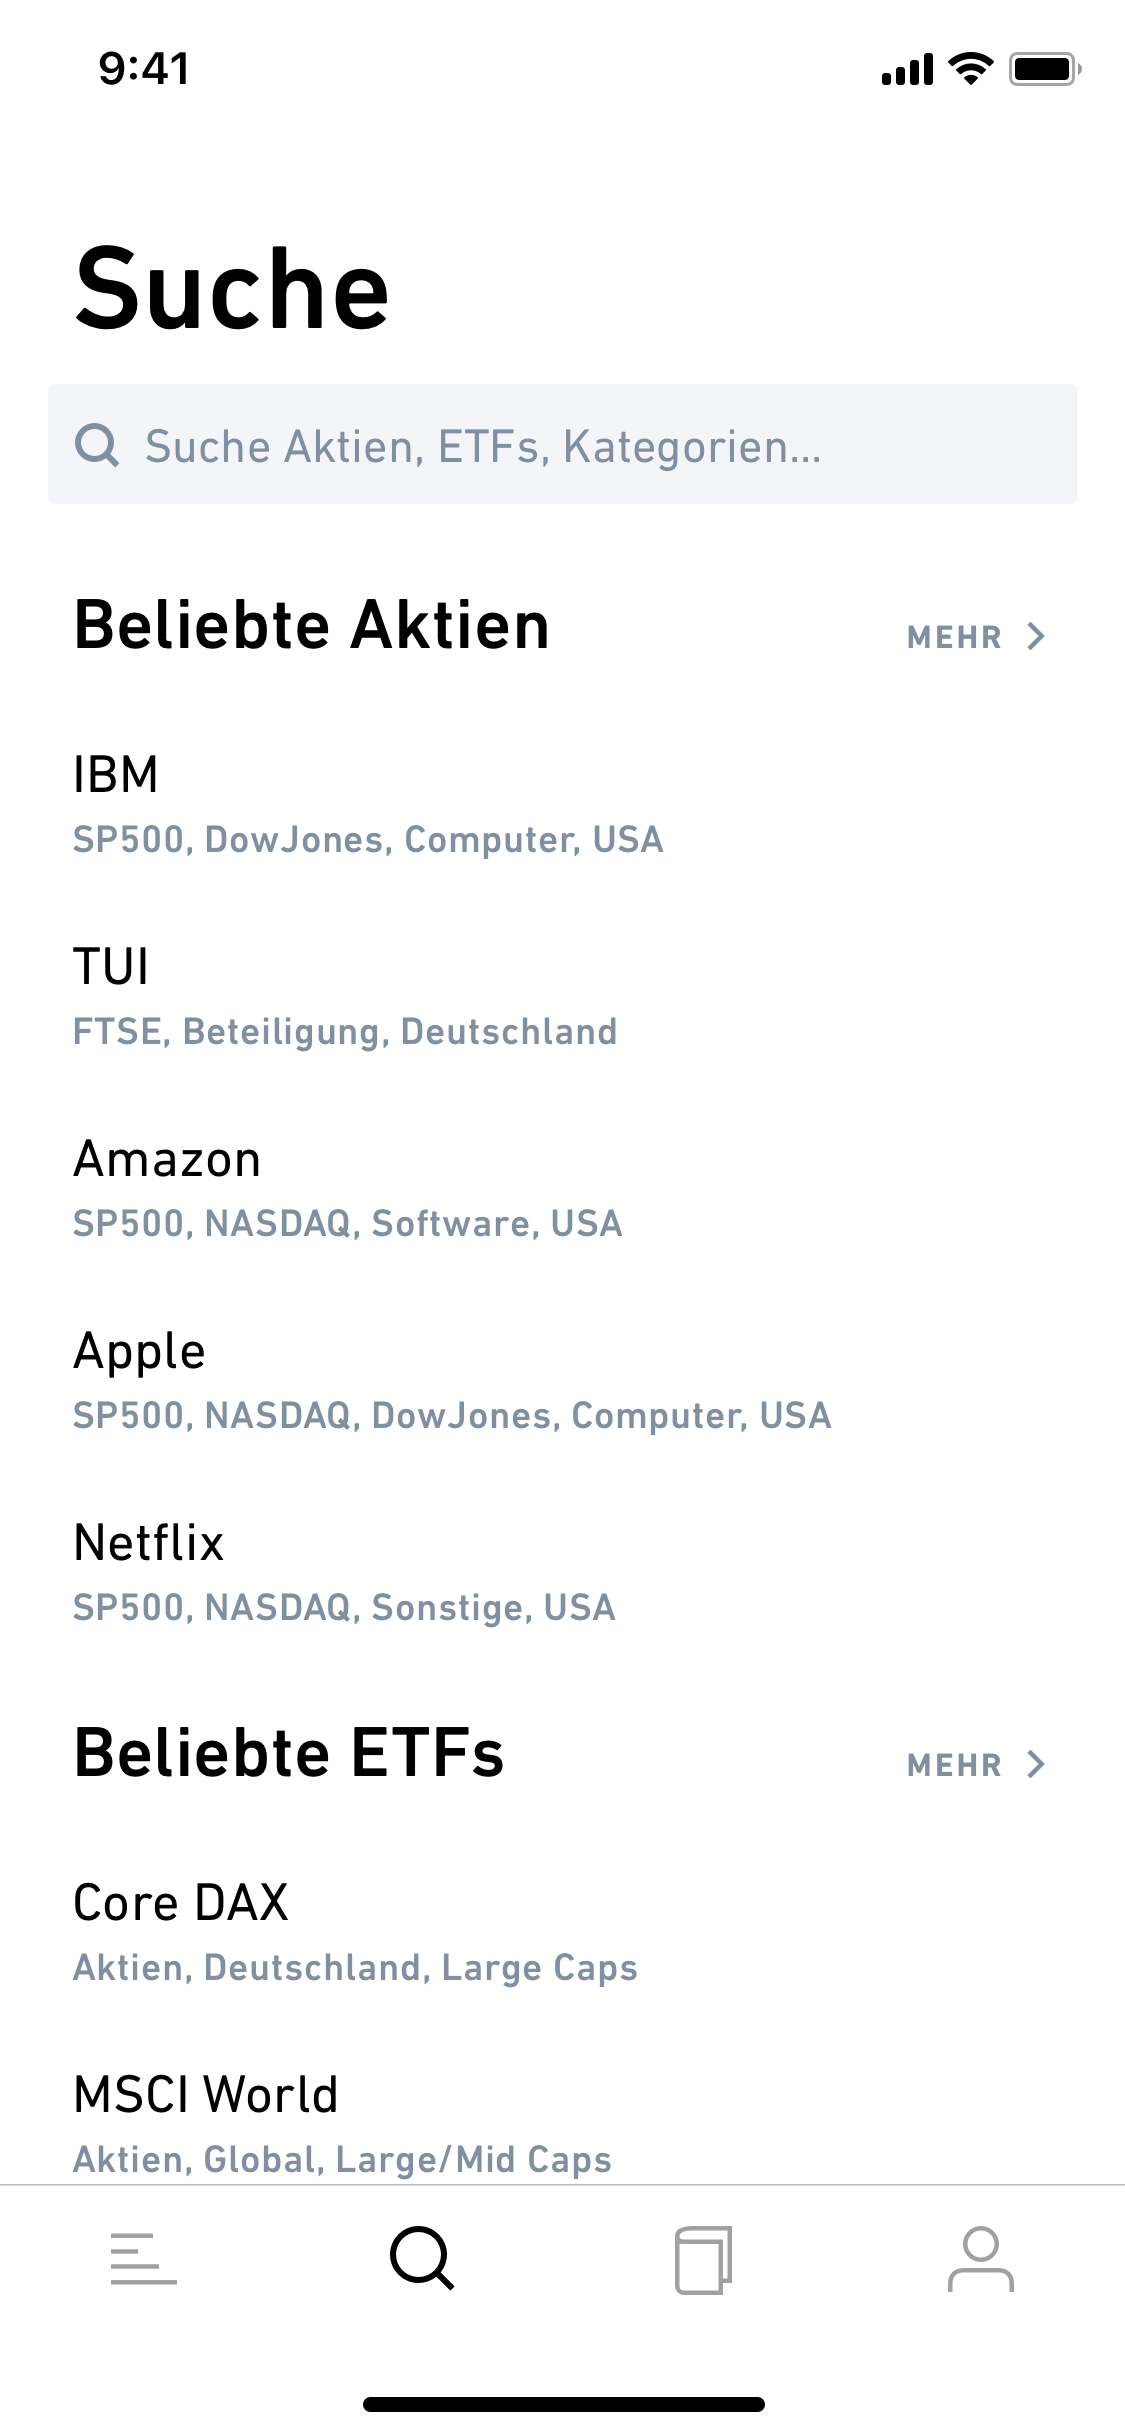 9:41
Suche
Suche Aktien, ETFs, Kategorien...
Beliebte Aktien
MEHR
IBM
SP500, DowJones, Computer, USA
TUI
FTSE, Beteiligung, Deutschland
Amazon
SP500, NASDAQ, Software, USA
Apple
SP500, NASDAQ, DowJones, Computer, USA
Netflix
SP500, NASDAQ, Sonstige, USA
Beliebte ETFs
MEHR
Core DAX
Aktien, Deutschland, Large Caps
MSCI World
Aktien, Global, Large/Mid Caps